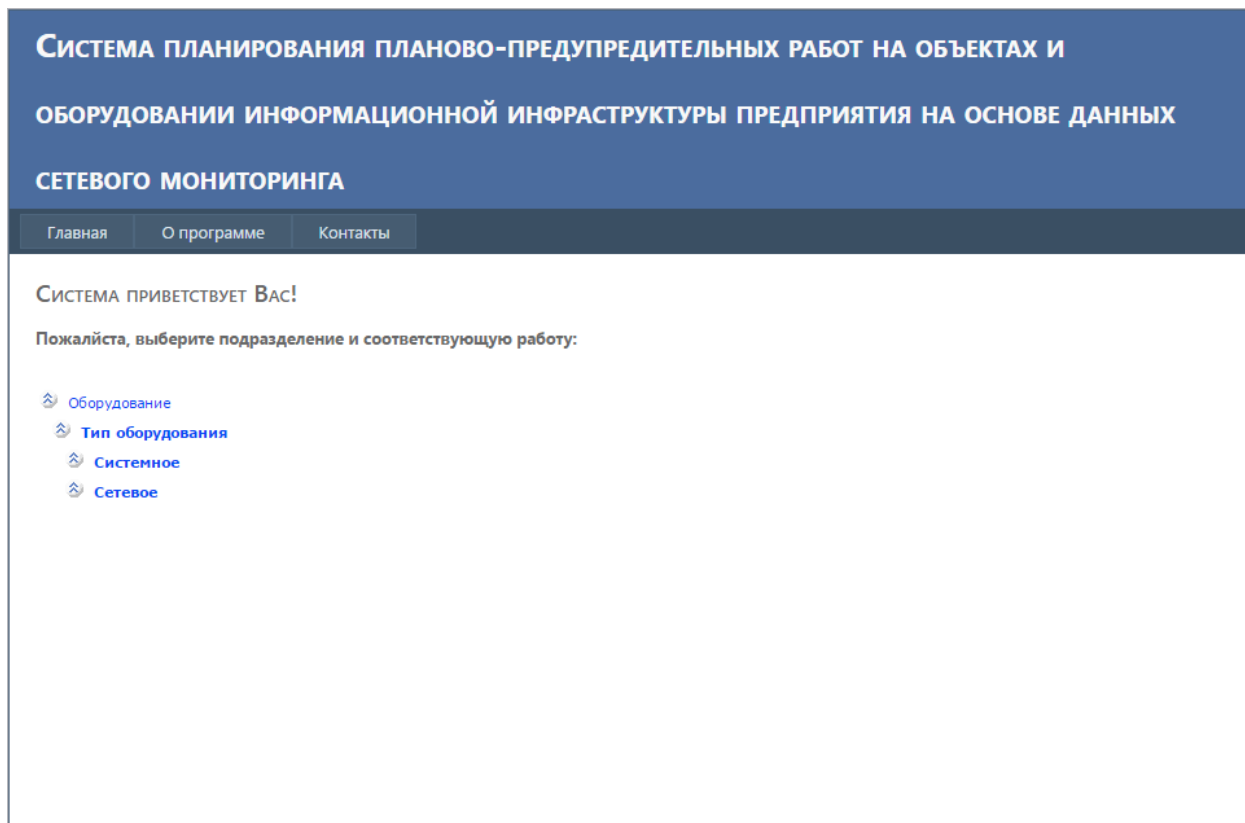 Система планирования планово-предупредительных работ на объектах и
оборудовании информационной инфраструктуры предприятия на основе данных
сетевого мониторинга
Главная О программе Контакты
Система приветствует Вас!
Пожалйста, выберите подразделение и соответствующую работу:
Оборудование
Тип оборудования
Системное
Сетевое